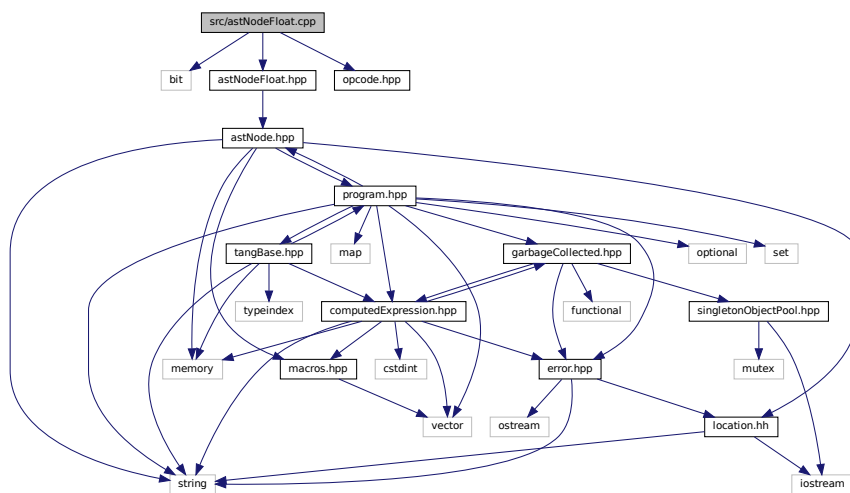 src/astNodeFloat.cpp
bit
astNodeFloat.hpp
opcode.hpp
astNode.hpp
program.hpp
tangBase.hpp
map
garbageCollected.hpp
optional
set
typeindex
computedExpression.hpp
functional
singletonObjectPool.hpp
memory
macros.hpp
cstdint
error.hpp
mutex
vector
ostream
location.hh
string
iostream